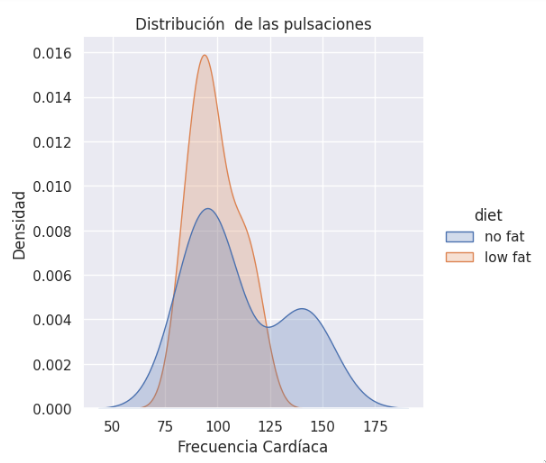 Distribución  de las pulsaciones
0.016
0.014
0.012
0.010
0.008
0.006
0.004
0.002
0.000
Densidad
50 75 100 125 150 175
Frecuencia Cardíaca
diet
no fat
low fat